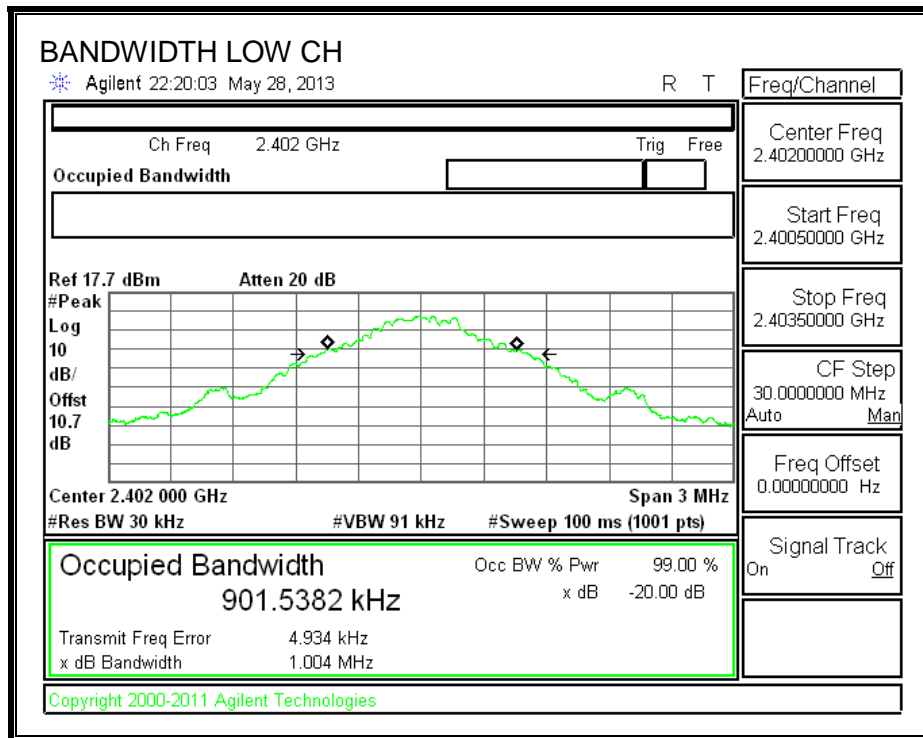 BANDWIDTH LOW CH
Agilent 22:20:03 May 28, 2013 R T
Ch Freq 2.402 GHz Trig Free
Occupied Bandwidth
Ref 17.7 dBm Atten 20 dB
#Peak
Log
10
dB/
Offst
10.7
dB
Center 2.402 000 GHz Span 3 MHz
#Res BW 30 kHz #VBW 91 kHz #Sweep 100 ms (1001 pts)
Occupied Bandwidth
901.5382 kHz
Occ BW % Pwr 99.00 %
x dB -20.00 dB
Transmit Freq Error 4.934 kHz
x dB Bandwidth 1.004 MHz
Copyright 2000-2011 Agilent Technologies
Freq/Channel
Center Freq
2.40200000 GHz
Start Freq
2.40050000 GHz
Stop Freq
2.40350000 GHz
CF Step
30.0000000 MHz
Auto Man
Freq Offset
0.00000000 Hz
Signal Track
On Off